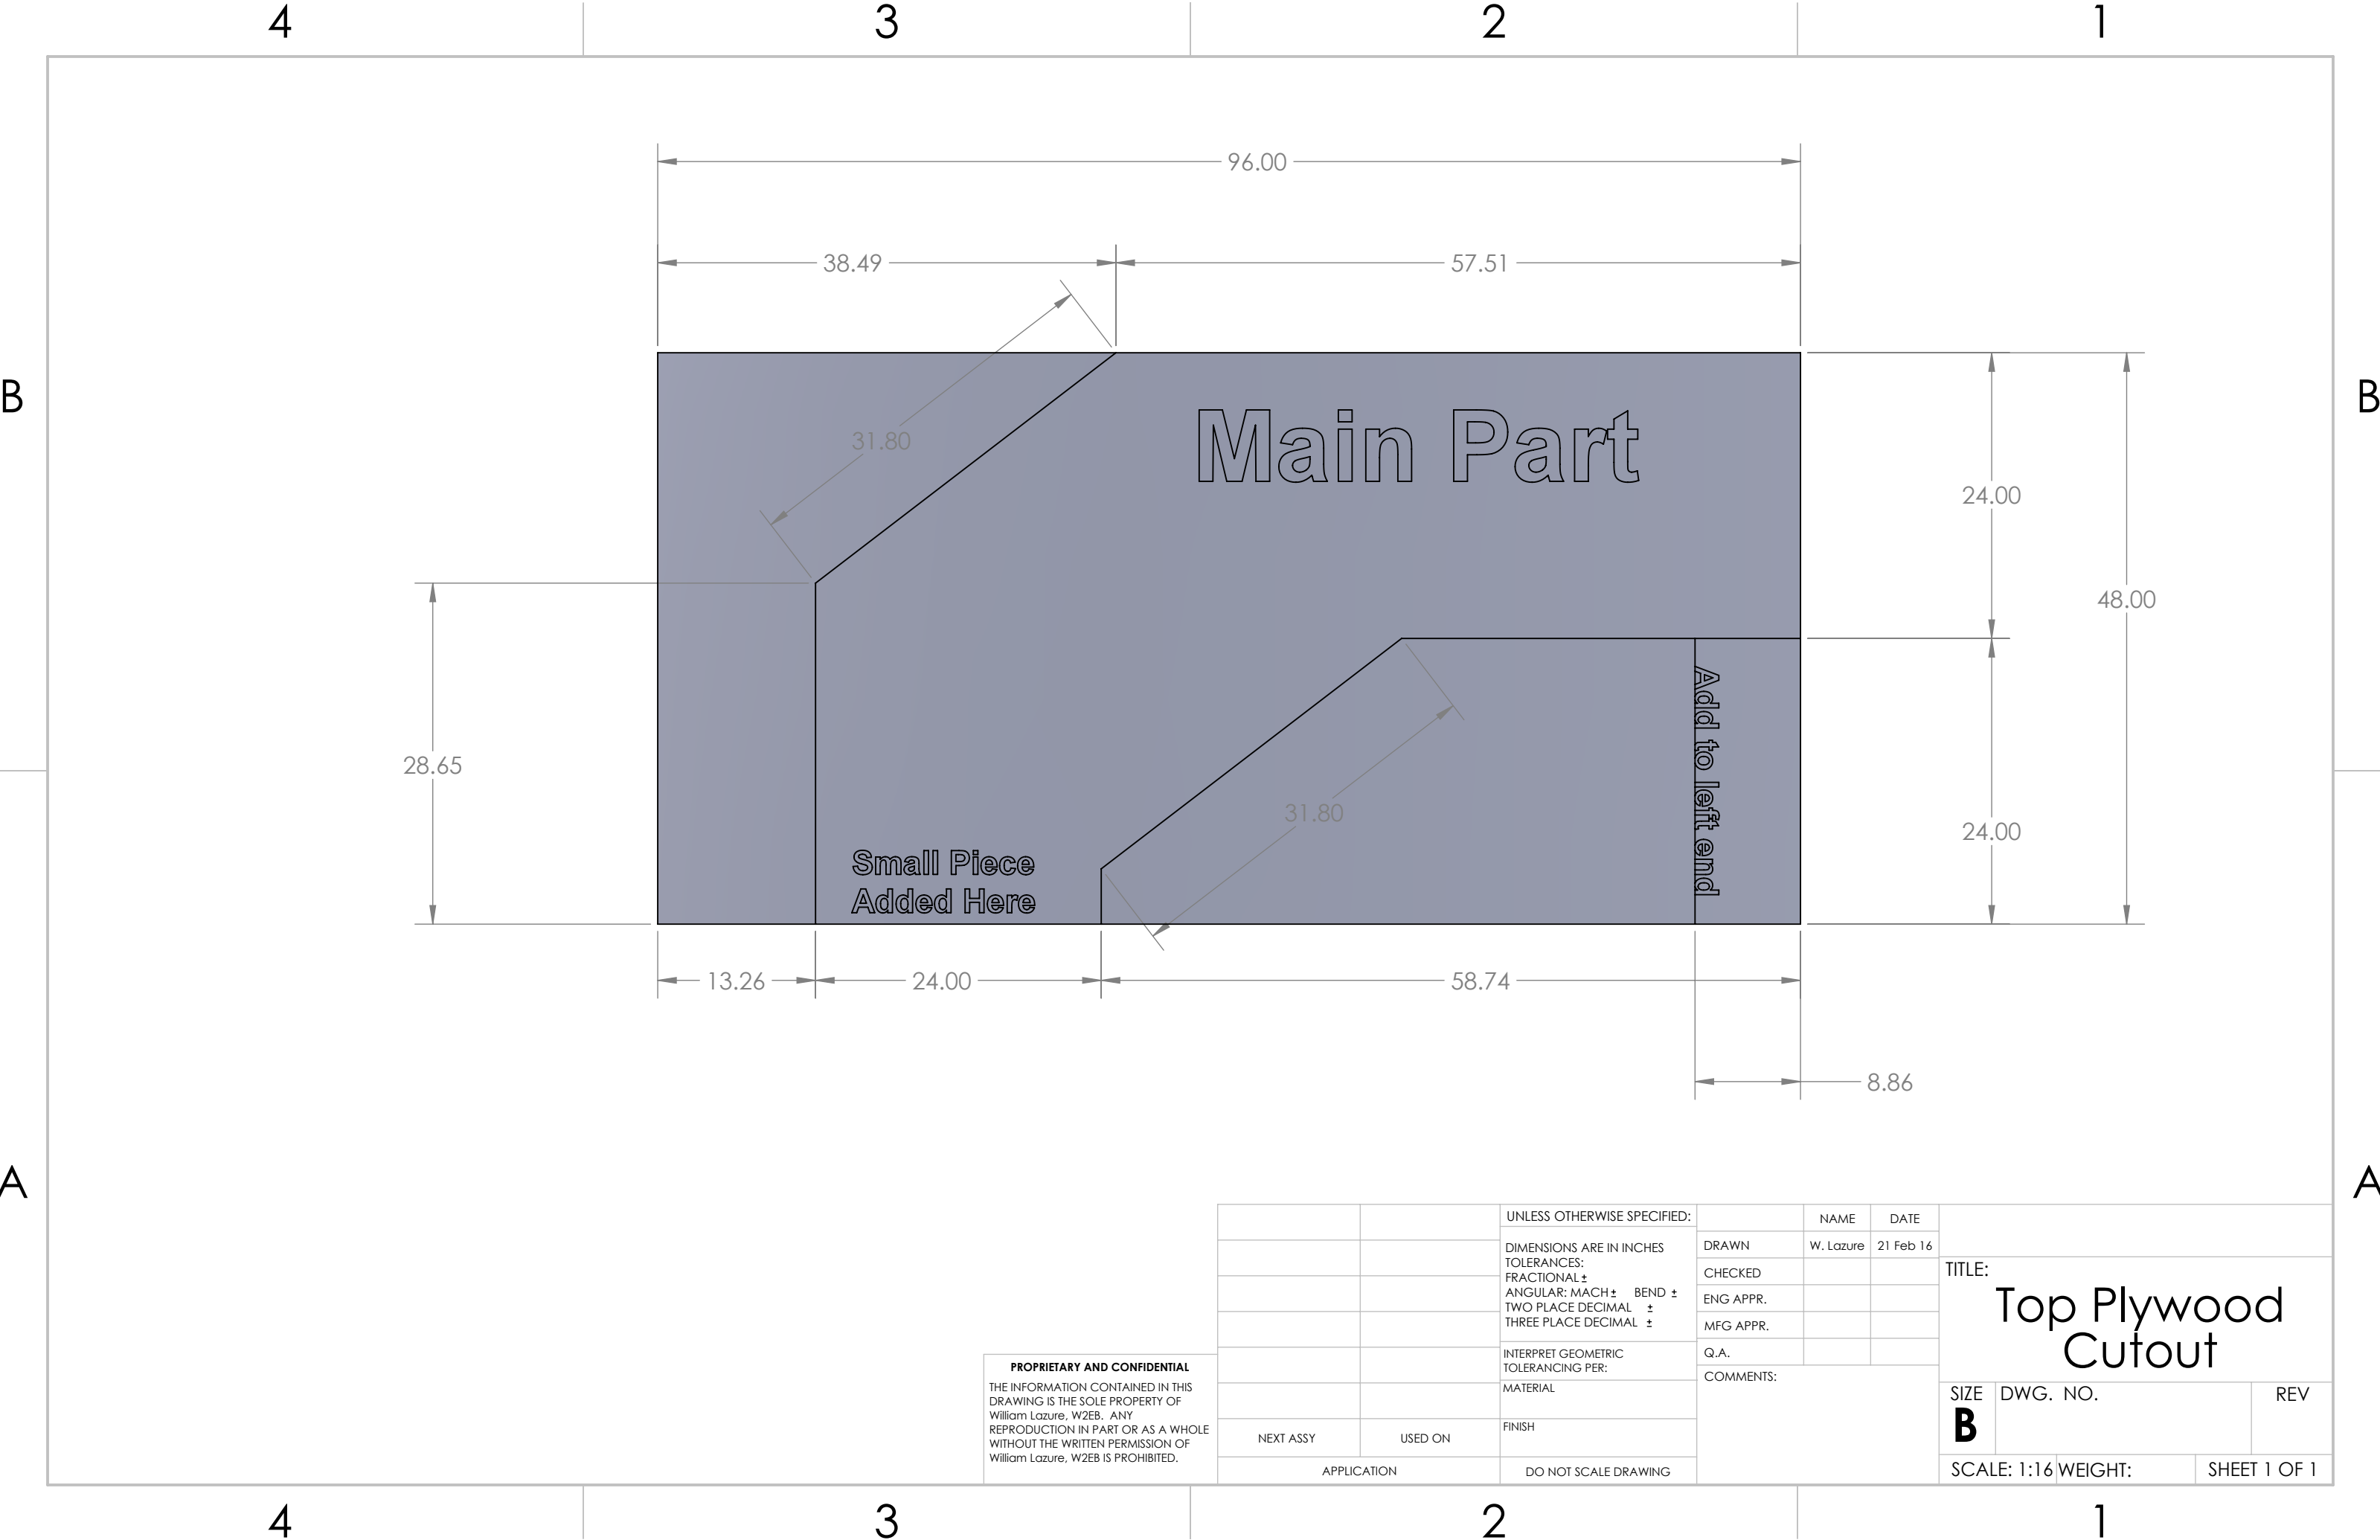 4 3 2 1
96.00
38.49 57.51
B B
31.80
Main Part
24.00
48.00
28.65
Add to left end
31.80
24.00
Small Piece
Added Here
13.26 24.00 58.74
8.86
A A
PROPRIETARY AND CONFIDENTIAL
THE INFORMATION CONTAINED IN THIS
DRAWING IS THE SOLE PROPERTY OF
William Lazure, W2EB. ANY
REPRODUCTION IN PART OR AS A WHOLE
WITHOUT THE WRITTEN PERMISSION OF
William Lazure, W2EB IS PROHIBITED.
NEXT ASSY USED ON
APPLICATION
UNLESS OTHERWISE SPECIFIED:
DIMENSIONS ARE IN INCHES
TOLERANCES:
FRACTIONAL ±
ANGULAR: MACH ± BEND ±
TWO PLACE DECIMAL ±
THREE PLACE DECIMAL ±
INTERPRET GEOMETRIC
TOLERANCING PER:
MATERIAL
FINISH
DO NOT SCALE DRAWING
NAME DATE
DRAWN W. Lazure 21 Feb 16
CHECKED
ENG APPR.
MFG APPR.
Q.A.
COMMENTS:
TITLE:
Top Plywood
Cutout
SIZE DWG. NO. REV
B
SCALE: 1:16 WEIGHT: SHEET 1 OF 1
4 3 2 1